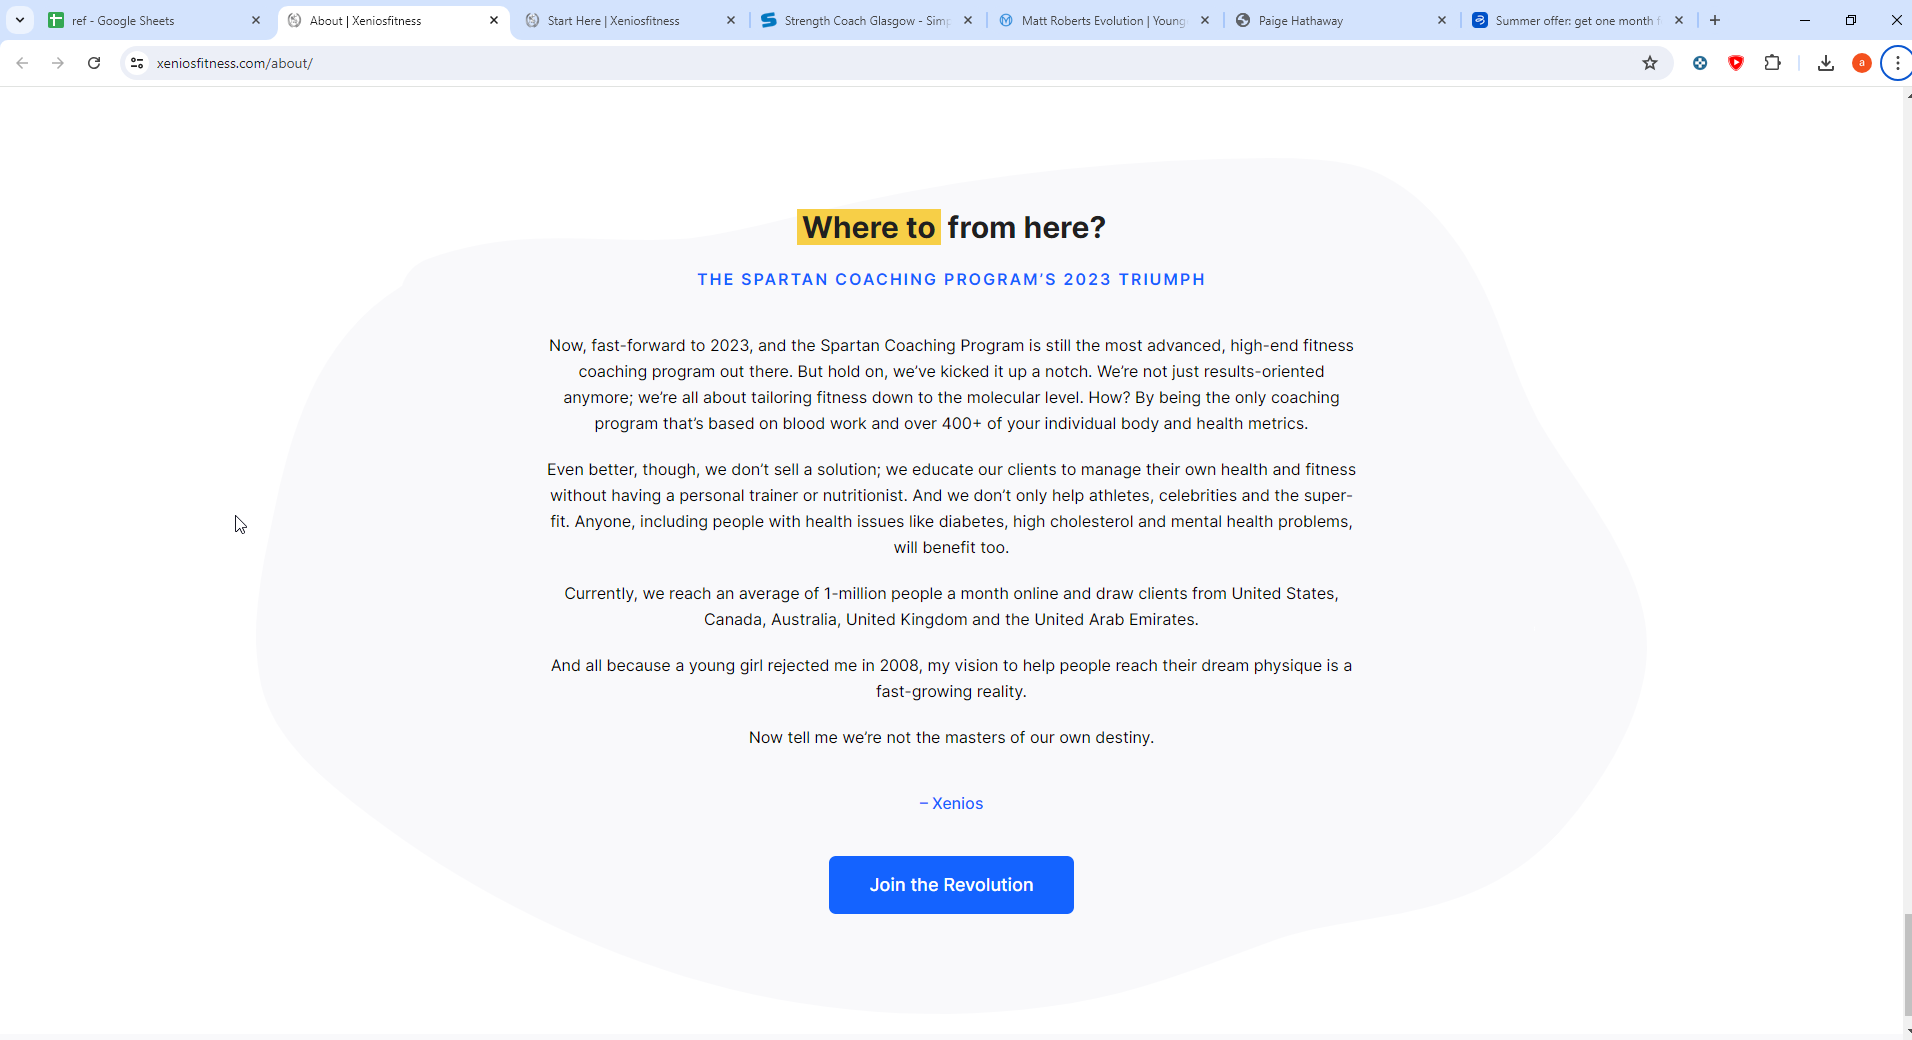 ref - Google Sheets
About | Xeniosfitness
Start Here | Xeniosfitness
Strength Coach Glasgow - Simp
Matt Roberts Evolution | Young
Paige Hathaway
Summer offer: get one month f
xeniosfitness.com/about/
a
Where to from here?
THE SPARTAN COACHING PROGRAM’S 2023 TRIUMPH
Now, fast-forward to 2023, and the Spartan Coaching Program is still the most advanced, high-end fitness
coaching program out there. But hold on, we’ve kicked it up a notch. We’re not just results-oriented
anymore; we’re all about tailoring fitness down to the molecular level. How? By being the only coaching
program that’s based on blood work and over 400+ of your individual body and health metrics.
Even better, though, we don’t sell a solution; we educate our clients to manage their own health and fitness
without having a personal trainer or nutritionist. And we don’t only help athletes, celebrities and the super-
fit. Anyone, including people with health issues like diabetes, high cholesterol and mental health problems,
will benefit too.
Currently, we reach an average of 1-million people a month online and draw clients from United States,
Canada, Australia, United Kingdom and the United Arab Emirates.
And all because a young girl rejected me in 2008, my vision to help people reach their dream physique is a
fast-growing reality.
Now tell me we’re not the masters of our own destiny.
– Xenios
Join the Revolution